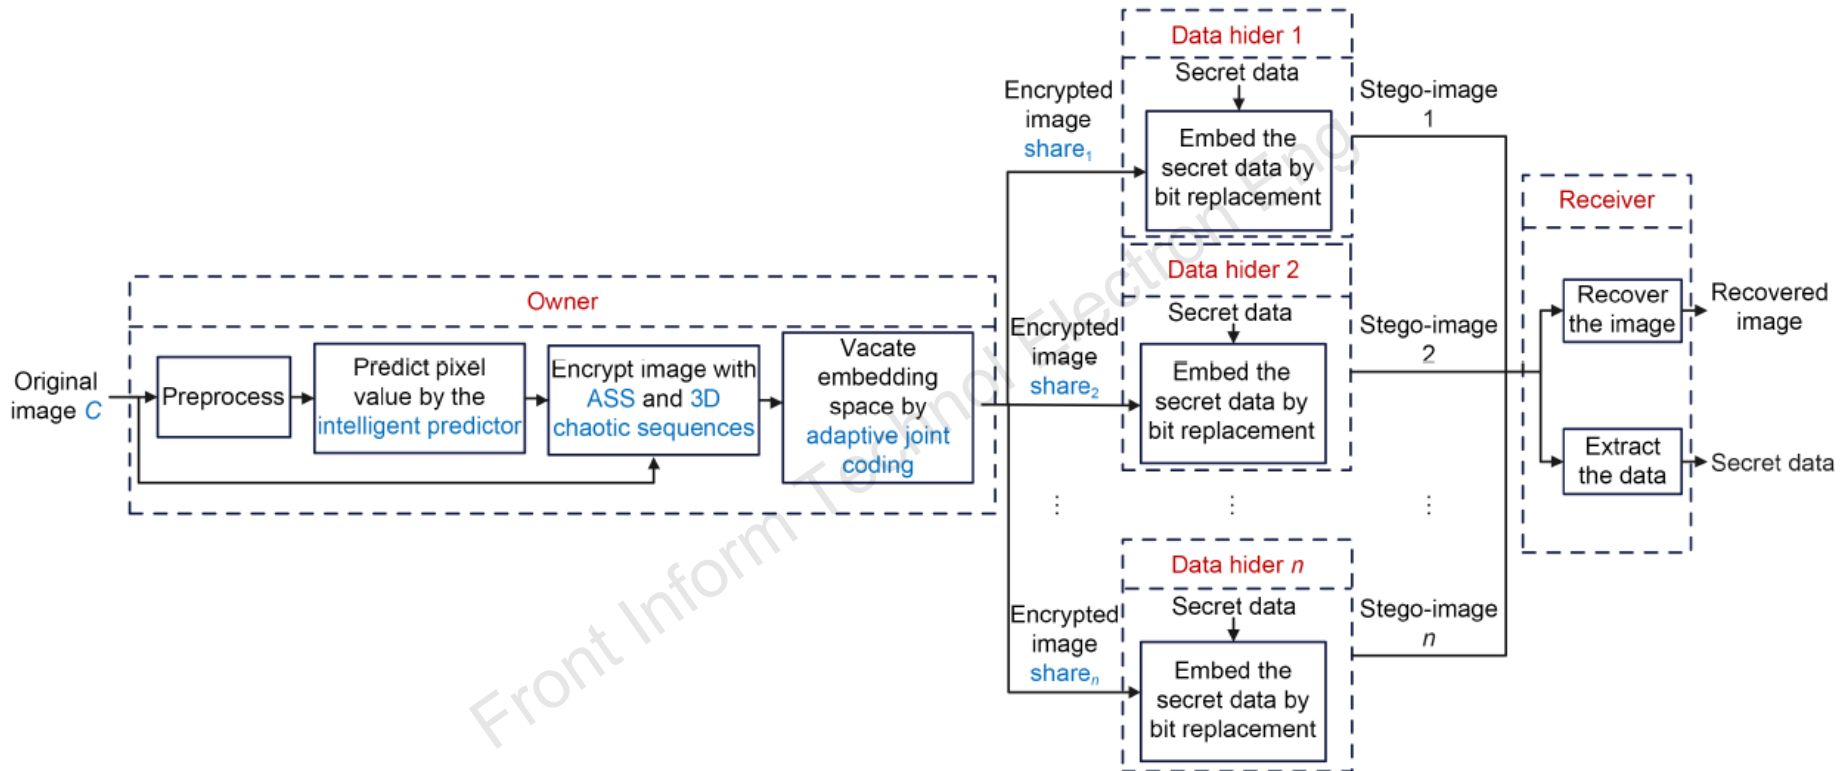 Original
image C
Owner
Preprocess
Predict pixel
value by the
intelligent predictor
Encrypt image with
ASS and 3D
chaotic sequences
Vacate
embedding
space by
adaptive joint
coding
Encrypted
image
share₁
Data hider 1
Secret data
Embed the
secret data by
bit replacement
Stego-image
1
Encrypted
image
share₂
Data hider 2
Secret data
Embed the
secret data by
bit replacement
Stego-image
2
⋮ ⋮ ⋮
Encrypted
image
shareₙ
Data hider n
Secret data
Embed the
secret data by
bit replacement
Stego-image
n
Receiver
Recover
the image
Recovered
image
Extract
the data
Secret data
Front Inform Technol Electron Eng